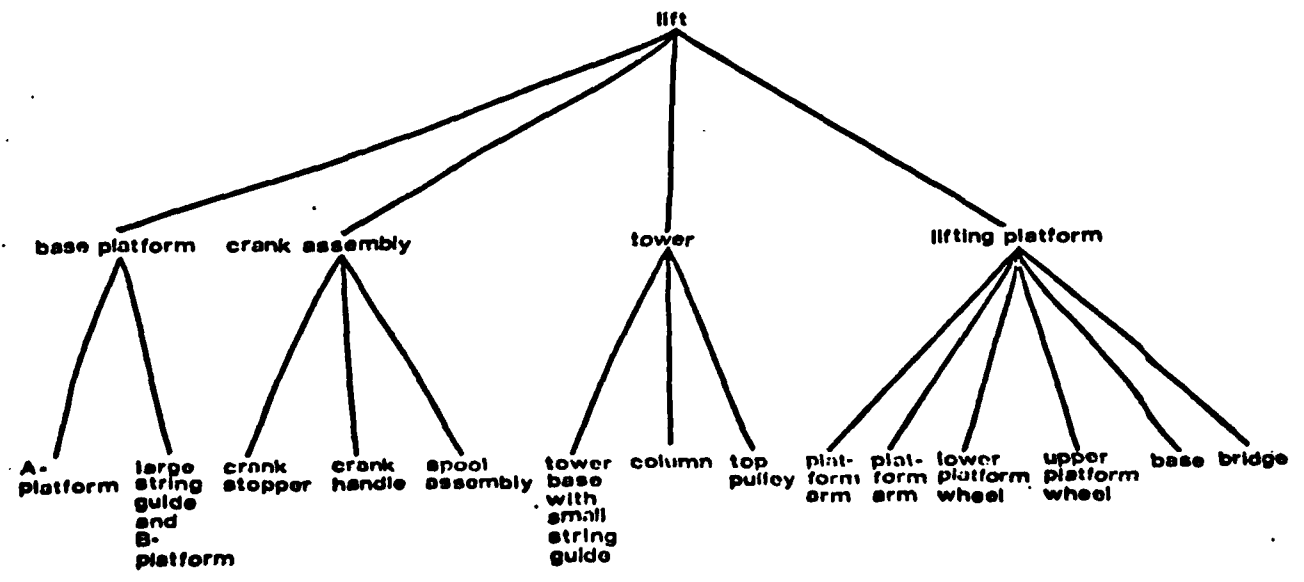 lift
base platform
crank assembly
tower
lifting platform
A-
platform
large
string
guide
and
B-
platform
crank
stopper
crank
handle
spool
assembly
tower
base
with
small
string
guide
column
top
pulley
plat-
form
arm
plat-
form
arm
lower
platform
wheel
upper
platform
wheel
base
bridge